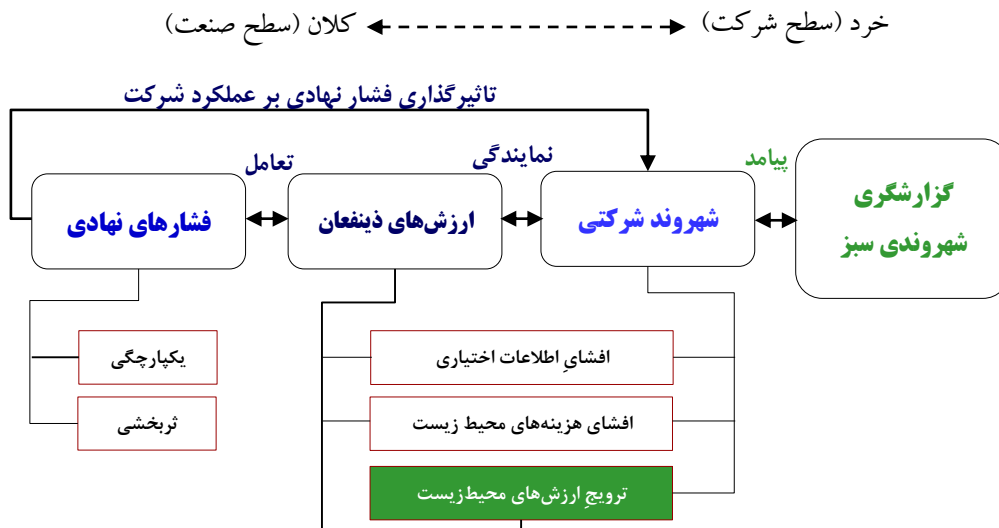 خرد (سطح شرکت)
کلان (سطح صنعت)
تاثیرگذاری فشار نهادی بر عملکرد شرکت
پیامد
نمایندگی
تعامل
گزارشگری
شهروندی سبز
شهروند شرکتی
ارزش‌های ذینفعان
فشارهای نهادی
افشایِ اطلاعات اختیاری
یکپارچگی
افشای هزینه‌های محیط زیست
ثربخشی
ترویجِ ارزش‌های محیط‌زیست